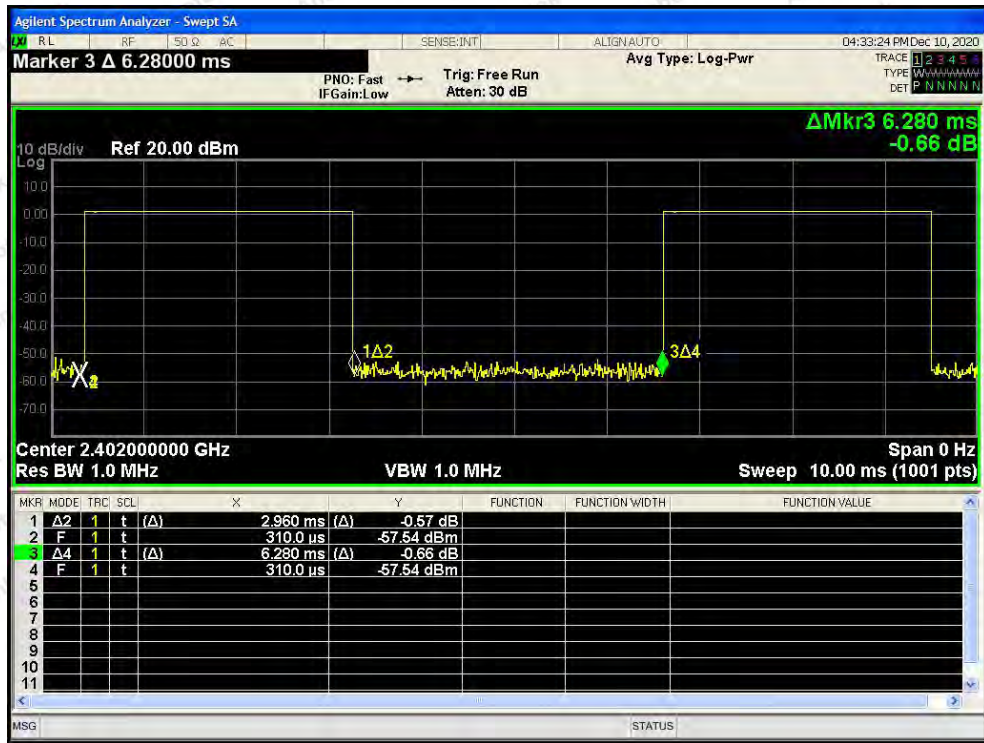 Agilent Spectrum Analyzer - Swept SA
LXI RL RF 50 Ω AC SENSE:INT ALIGNAUTO 04:33:24 PM Dec 10, 2020
Marker 3 Δ 6.28000 ms
PNO: Fast
IFGain:Low
Trig: Free Run
Atten: 30 dB
Avg Type: Log-Pwr
TRACE 1 2 3 4 5 6
TYPE WWWWWWW
DET P N N N N N
ΔMkr3 6.280 ms
-0.66 dB
10 dB/div Ref 20.00 dBm
Log
10.0
0.00
-10.0
-20.0
-30.0
-40.0
-50.0
-60.0
-70.0
1Δ2
3Δ4
Center 2.402000000 GHz Span 0 Hz
Res BW 1.0 MHz VBW 1.0 MHz Sweep 10.00 ms (1001 pts)
MKR MODE TRC SCL X Y FUNCTION FUNCTION WIDTH FUNCTION VALUE
1 Δ2 1 t (Δ) 2.960 ms (Δ) -0.57 dB
2 F 1 t 310.0 µs -57.54 dBm
3 Δ4 1 t (Δ) 6.280 ms (Δ) -0.66 dB
4 F 1 t 310.0 µs -57.54 dBm
5
6
7
8
9
10
11
MSG STATUS